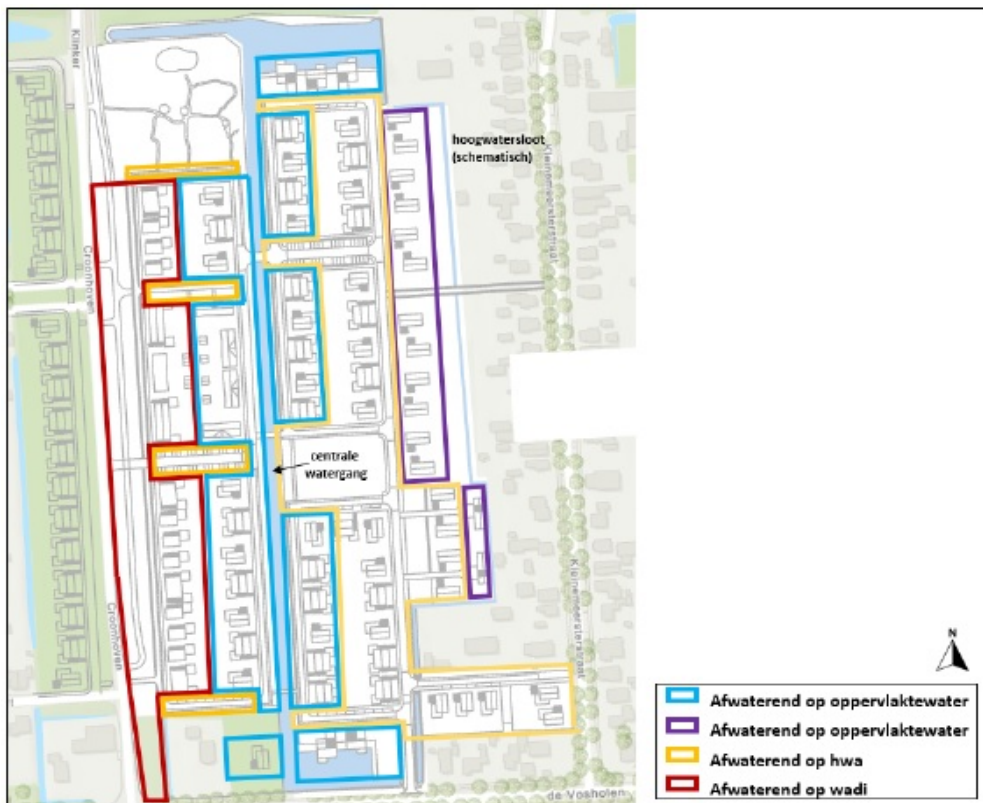 Klinker
hoogwatersloot
(schematisch)
Kleinemeersterstraat
Croonhoven
centrale
watergang
Croonhoven
Kleinemeersterstraat
de Vosholen
N
Afwaterend op oppervlaktewater
Afwaterend op oppervlaktewater
Afwaterend op hwa
Afwaterend op wadi